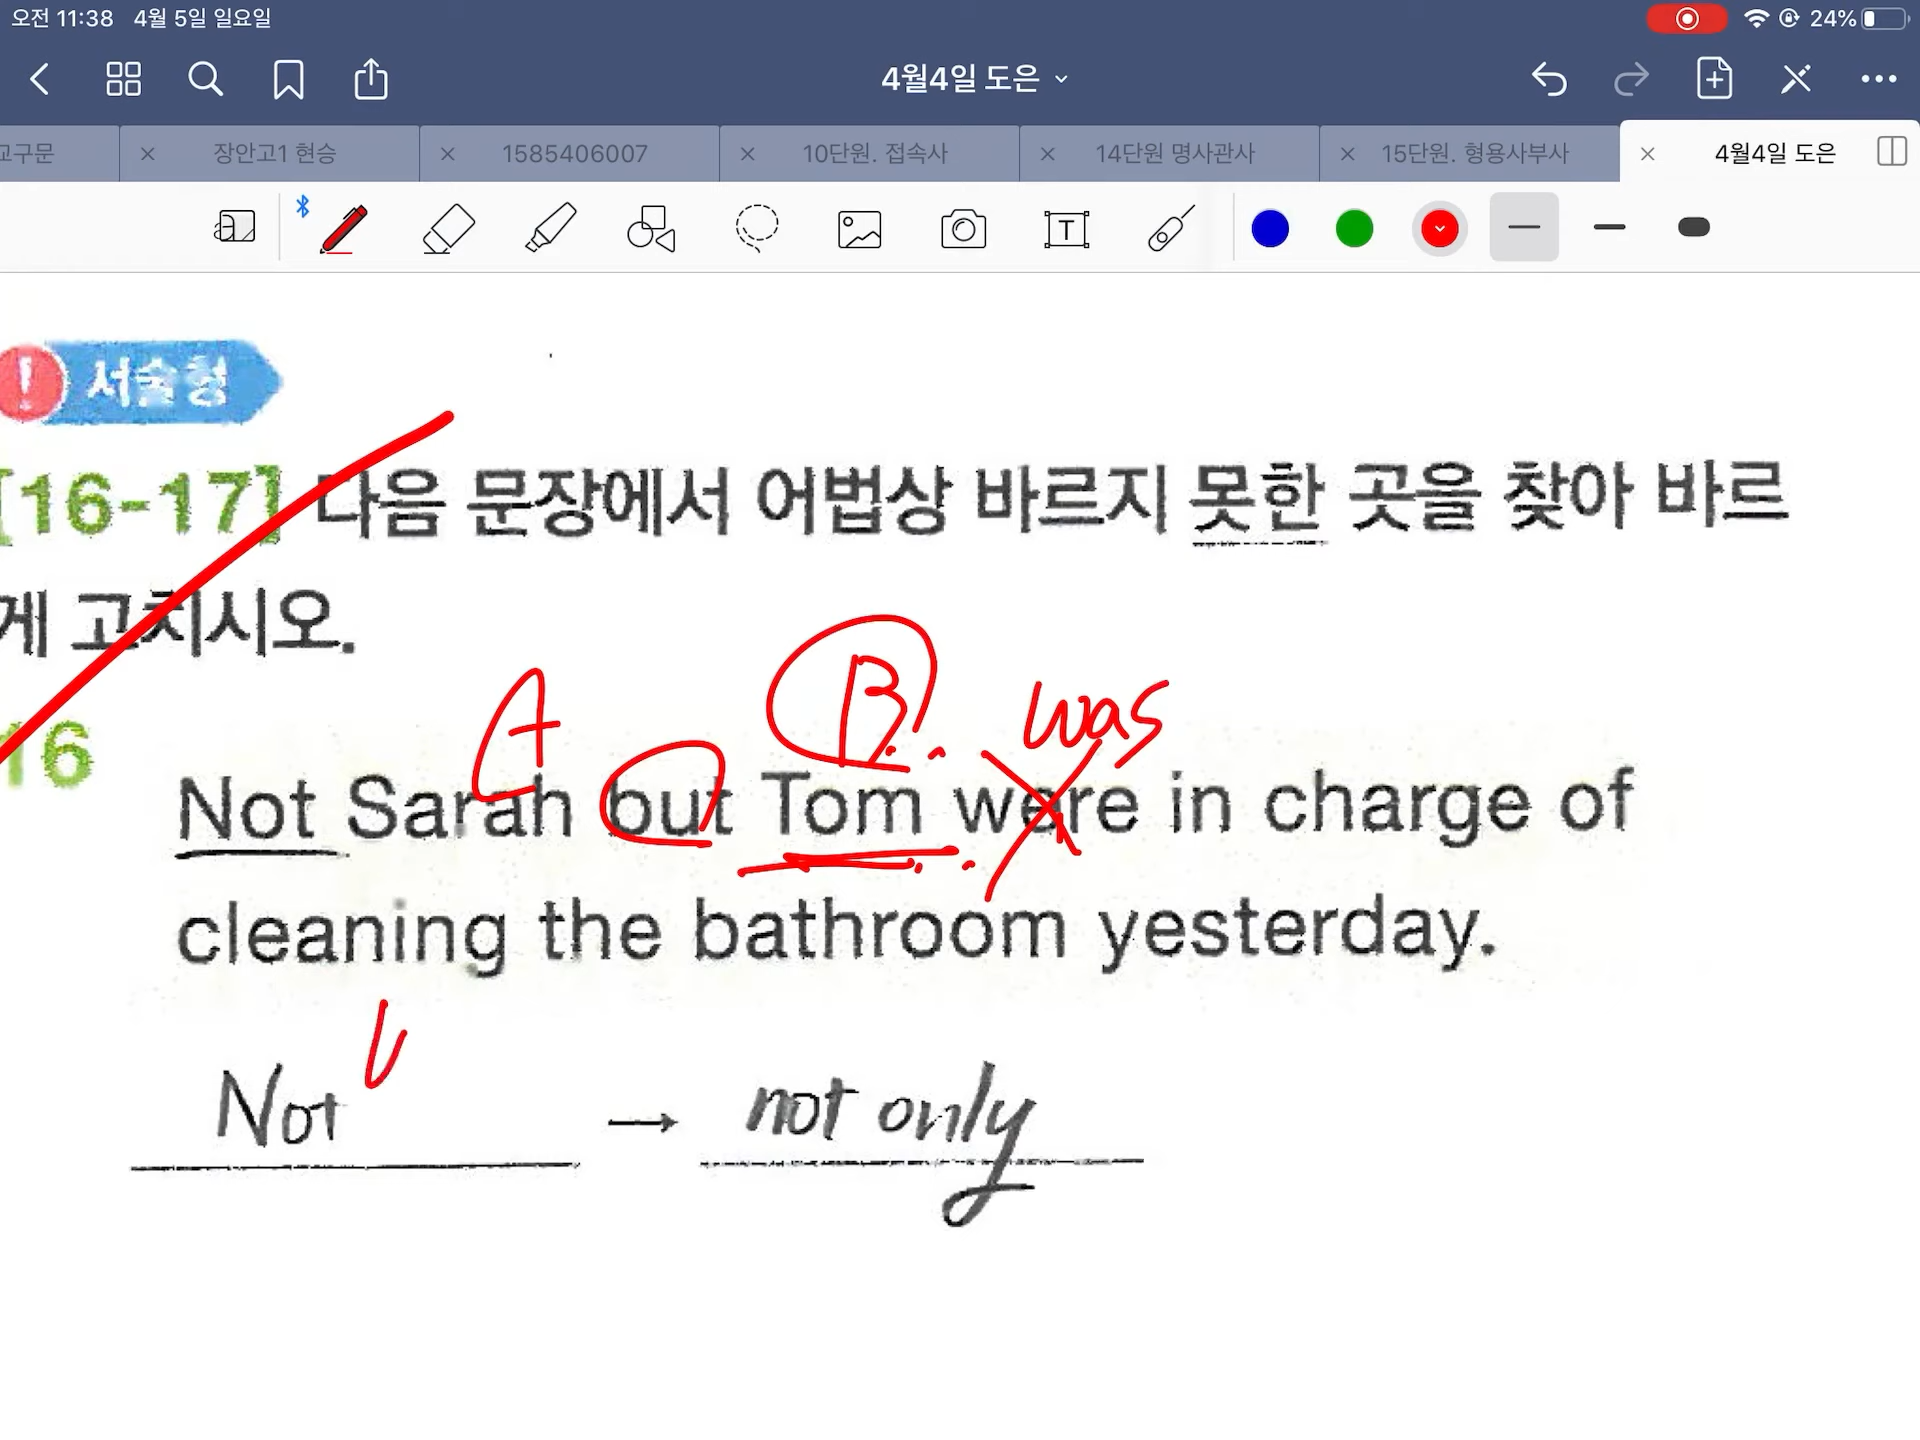 오전 11:38 4월 5일 일요일 24%
4월4일 도은
교구문 장안고1 현승 1585406007 10단원. 접속사 14단원 명사관사 15단원. 형용사부사 4월4일 도은
! 서술형
[16-17] 다음 문장에서 어법상 바르지 못한 곳을 찾아 바르
게 고치시오.
A B was
16 Not Sarah but Tom were in charge of
cleaning the bathroom yesterday.
Not → not only